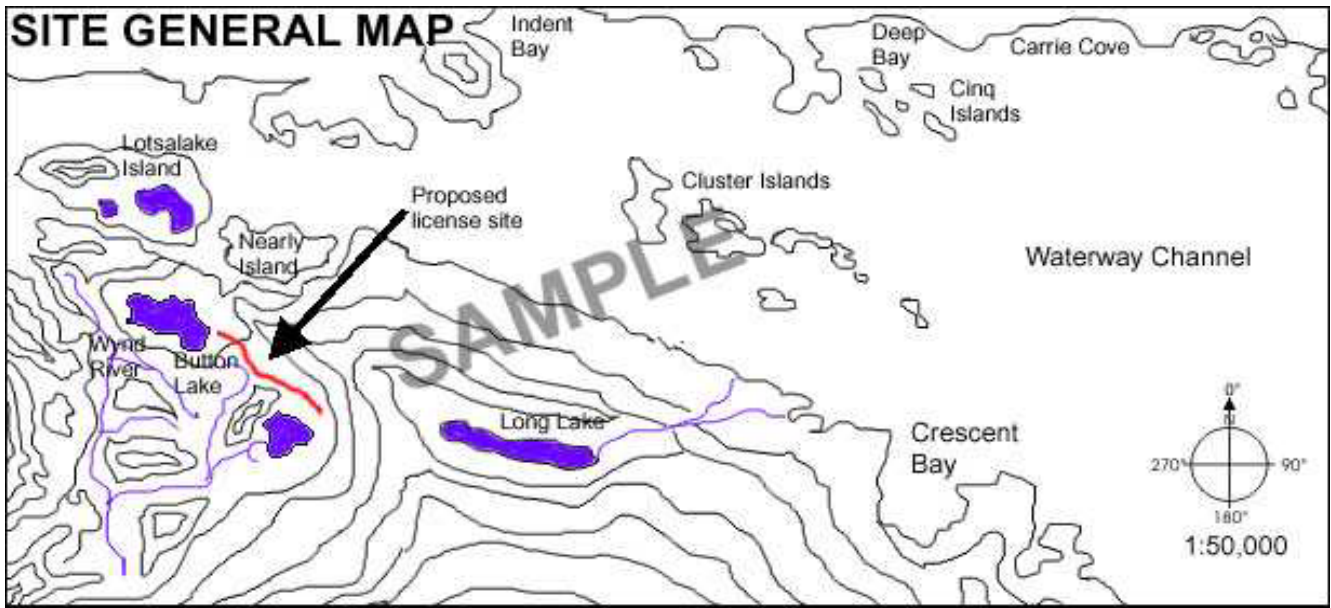 SITE GENERAL MAP
Indent
Bay
Deep
Bay
Carrie Cove
Cinq
Islands
Lotsalake
Island
Cluster Islands
Proposed
license site
Nearly
Island
Waterway Channel
SAMPLE
Wynd
River
Button
Lake
Long Lake
Crescent
Bay
0°
N
270°
90°
180°
1:50,000